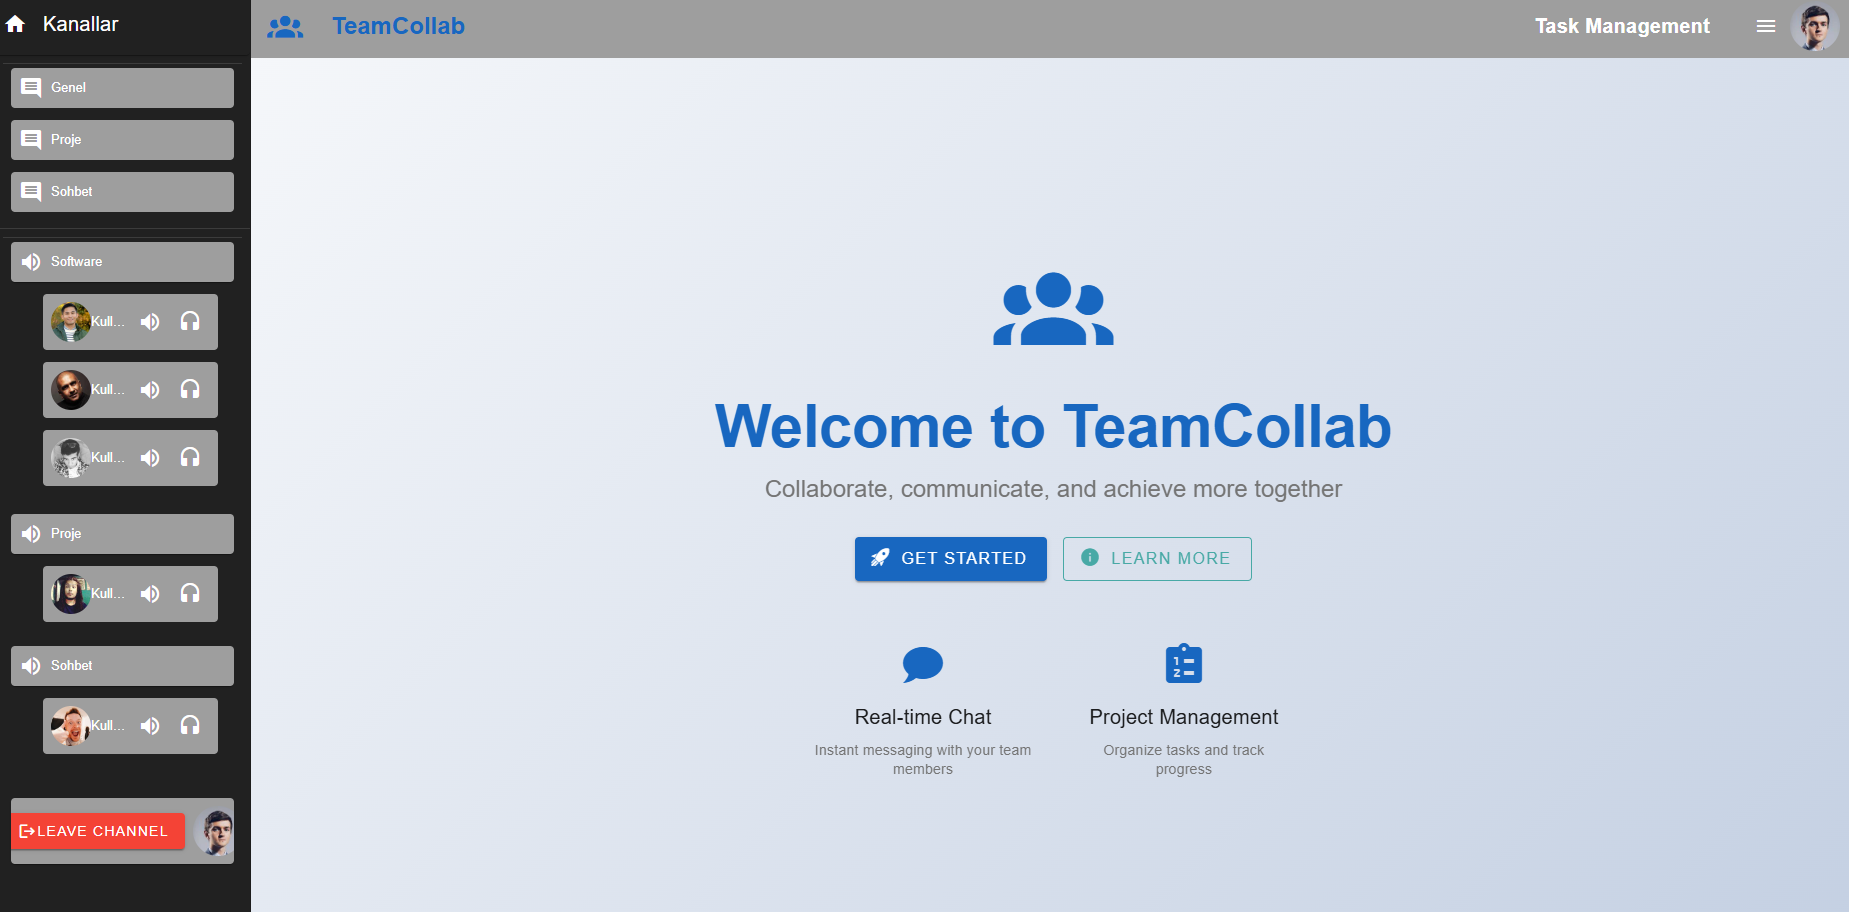 Kanallar
TeamCollab
Task Management
Genel
Proje
Sohbet
Software
Kull...
Kull...
Kull...
Proje
Kull...
Sohbet
Kull...
LEAVE CHANNEL
Welcome to TeamCollab
Collaborate, communicate, and achieve more together
GET STARTED
LEARN MORE
Real-time Chat
Instant messaging with your team
members
Project Management
Organize tasks and track
progress